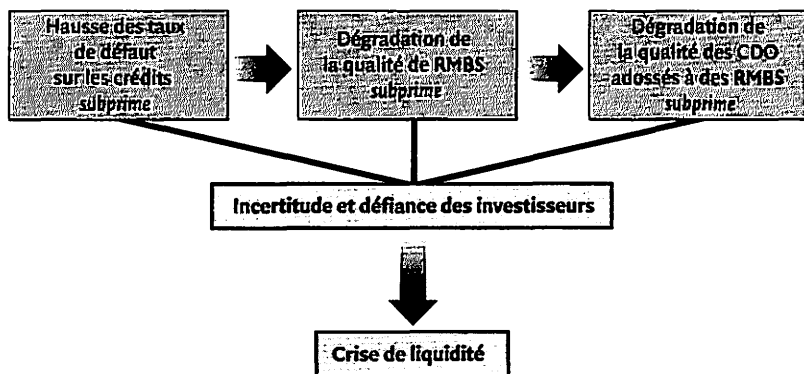 Hausse des taux
de défaut
sur les crédits
subprime
Dégradation de
la qualité de RMBS
subprime
Dégradation de
la qualité des CDO
adossés à des RMBS
subprime
Incertitude et défiance des investisseurs
Crise de liquidité